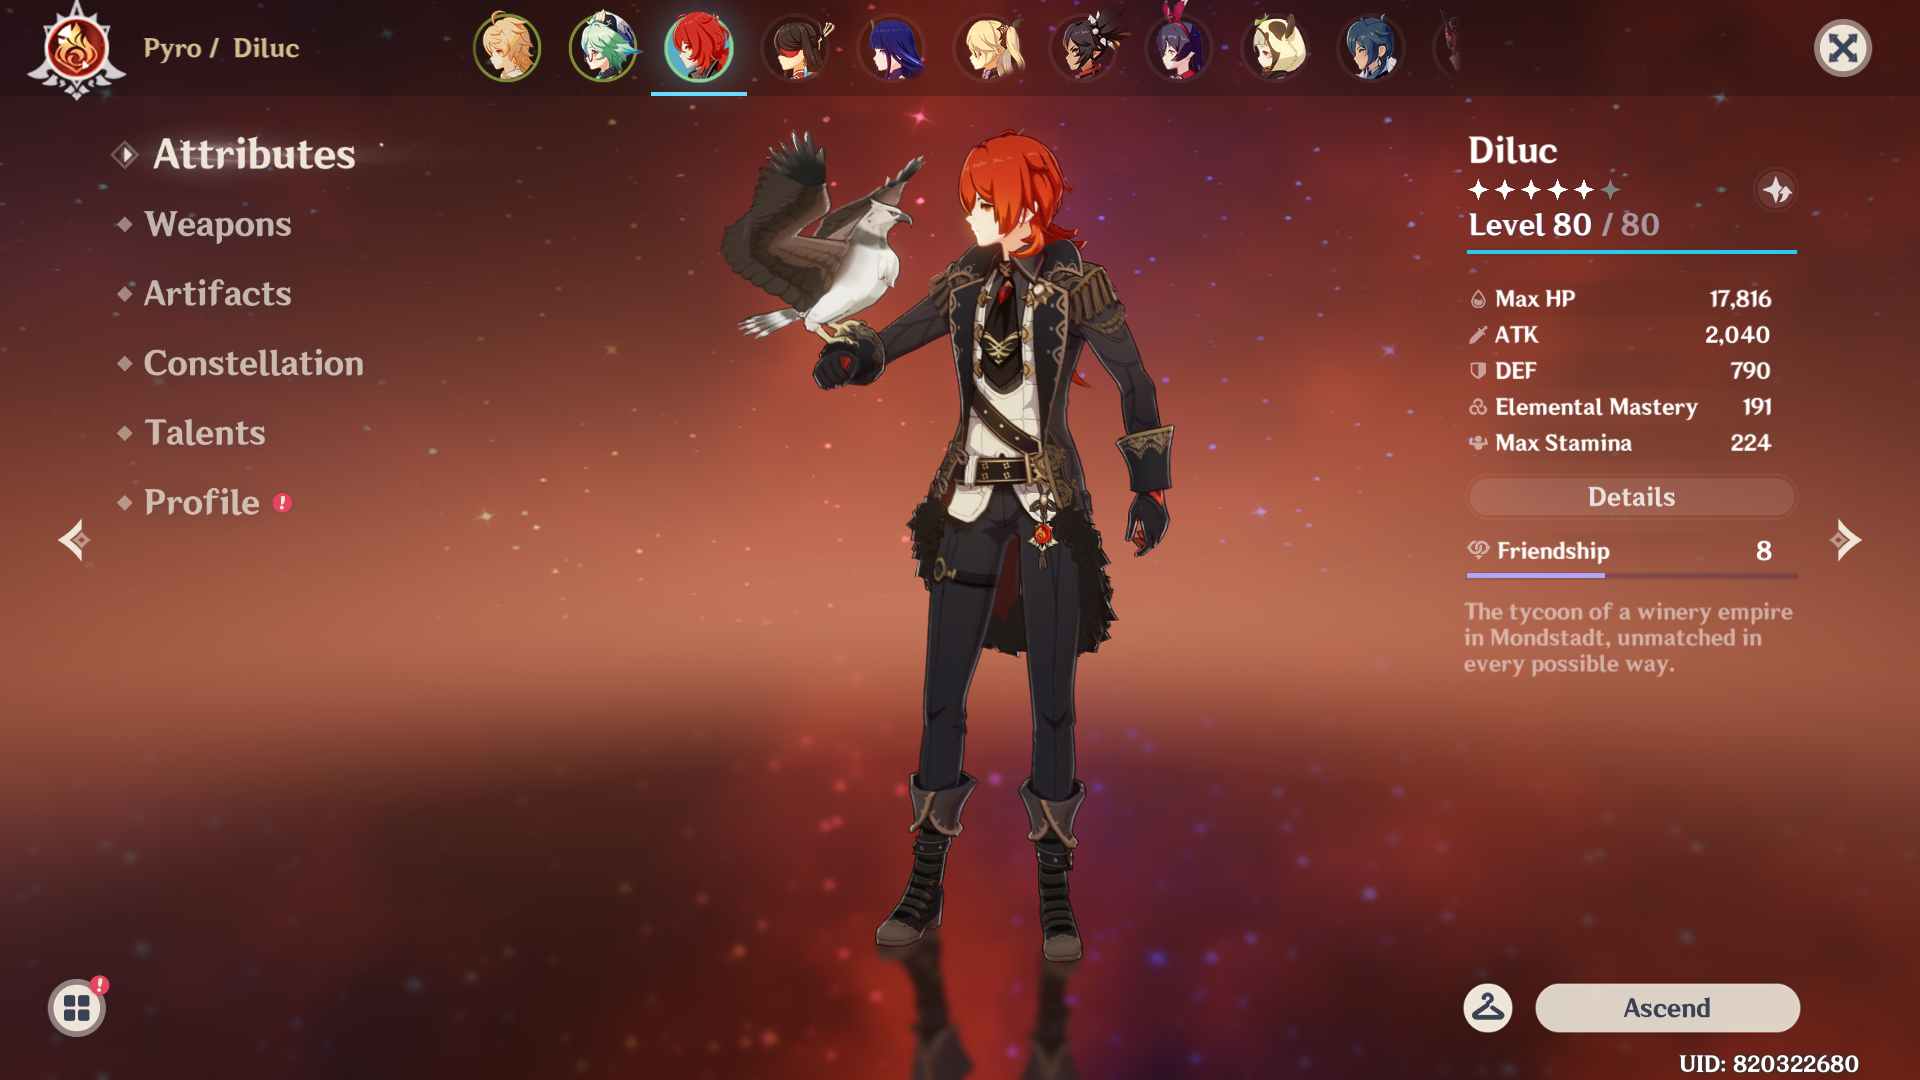 Pyro / Diluc
Attributes
Weapons
Artifacts
Constellation
Talents
Profile
Diluc
Level 80 / 80
Max HP 17,816
ATK 2,040
DEF 790
Elemental Mastery 191
Max Stamina 224
Details
Friendship 8
The tycoon of a winery empire
in Mondstadt, unmatched in
every possible way.
Ascend
UID: 820322680